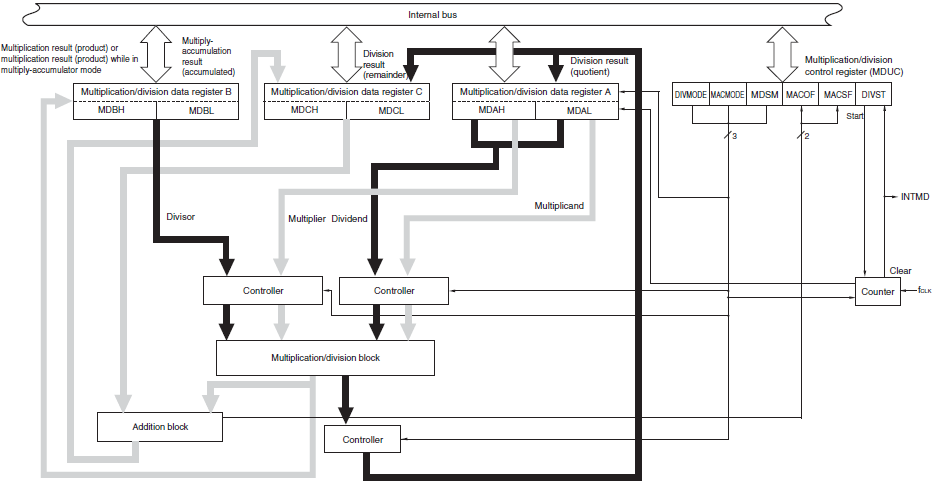 Internal bus
Multiplication result (product) or
multiplication result (product) while in
multiply-accumulator mode
Multiply-
accumulation
result
(accumulated)
Division
result
(remainder)
Division result
(quotient)
Multiplication/division
control register (MDUC)
Multiplication/division data register B
MDBH
MDBL
Multiplication/division data register C
MDCH
MDCL
Multiplication/division data register A
MDAH
MDAL
DIVMODE
MACMODE
MDSM
MACOF
MACSF
DIVST
Start
3
2
INTMD
Divisor
Multiplier
Dividend
Multiplicand
Clear
Controller
Controller
Counter
fCLK
Multiplication/division block
Addition block
Controller